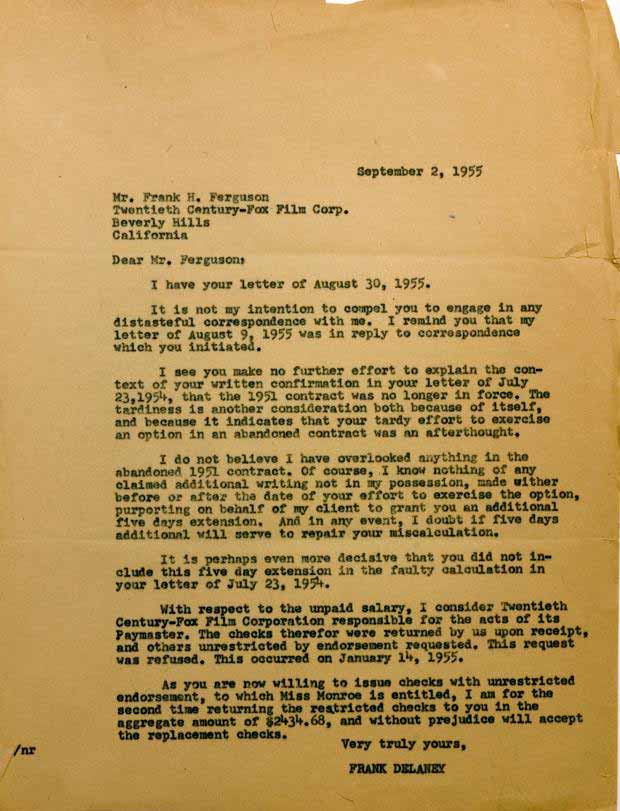 September 2, 1955
Mr. Frank H. Ferguson
Twentieth Century-Fox Film Corp.
Beverly Hills
California
Dear Mr. Ferguson:
I have your letter of August 30, 1955.
It is not my intention to compel you to engage in any
distasteful correspondence with me. I remind you that my
letter of August 9, 1955 was in reply to correspondence
which you initiated.
I see you make no further effort to explain the con-
text of your written confirmation in your letter of July
23,1954, that the 1951 contract was no longer in force. The
tardiness is another consideration both because of itself,
and because it indicates that your tardy effort to exercise
an option in an abandoned contract was an afterthought.
I do not believe I have overlooked anything in the
abandoned 1951 contract. Of course, I know nothing of any
claimed additional writing not in my possession, made wither
before or after the date of your effort to exercise the option,
purporting on behalf of my client to grant you an additional
five days extension. And in any event, I doubt if five days
additional will serve to repair your miscalculation.
It is perhaps even more decisive that you did not in-
clude this five day extension in the faulty calculation in
your letter of July 23, 1954.
With respect to the unpaid salary, I consider Twentieth
Century-Fox Film Corporation responsible for the acts of its
Paymaster. The checks therefor were returned by us upon receipt,
and others unrestricted by endorsement requested. This request
was refused. This occurred on January 14, 1955.
As you are now willing to issue checks with unrestricted
endorsement, to which Miss Monroe is entitled, I am for the
second time returning the restricted checks to you in the
aggregate amount of $2434.68, and without prejudice will accept
the replacement checks.
Very truly yours,
/nr
FRANK DELANEY